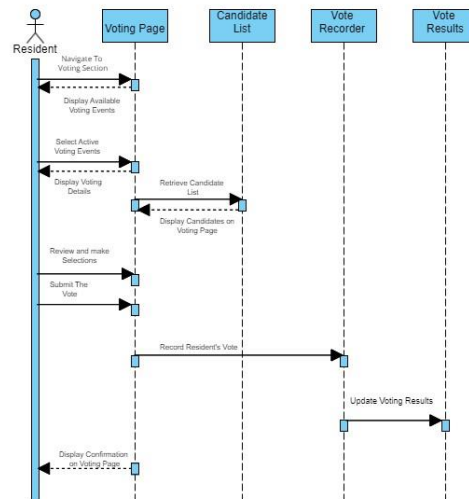 Resident
Voting Page
Candidate
List
Vote
Recorder
Vote
Results
Navigate To
Voting Section
Display Available
Voting Events
Select Active
Voting Events
Display Voting
Details
Retrieve Candidate
List
Display Candidates on
Voting Page
Review and make
Selections
Submit The
Vote
Record Resident's Vote
Update Voting Results
Display Confirmation
on Voting Page